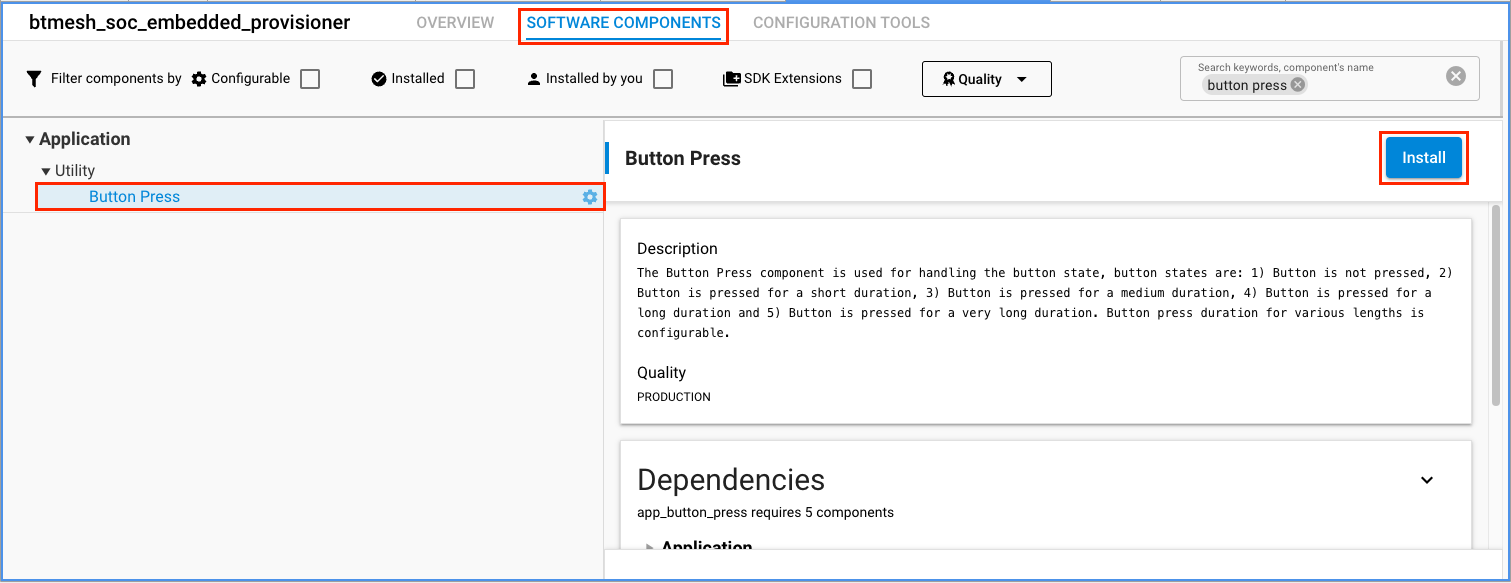 btmesh_soc_embedded_provisioner OVERVIEW SOFTWARE COMPONENTS CONFIGURATION TOOLS
Filter components by Configurable Installed Installed by you SDK Extensions Quality
Search keywords, component's name
button press
Application
Utility
Button Press
Button Press
Install
Description
The Button Press component is used for handling the button state, button states are: 1) Button is not pressed, 2)
Button is pressed for a short duration, 3) Button is pressed for a medium duration, 4) Button is pressed for a
long duration and 5) Button is pressed for a very long duration. Button press duration for various lengths is
configurable.
Quality
PRODUCTION
Dependencies
app_button_press requires 5 components
Application